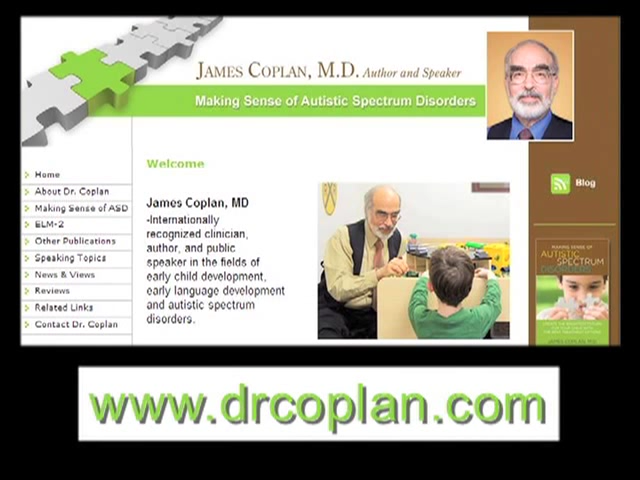 JAMES COPLAN, M.D. Author and Speaker
Making Sense of Autistic Spectrum Disorders
Home
About Dr. Coplan
Making Sense of ASD
ELM-2
Other Publications
Speaking Topics
News & Views
Reviews
Related Links
Contact Dr. Coplan
Welcome
James Coplan, MD
-Internationally
recognized clinician,
author, and public
speaker in the fields of
early child development,
early language development
and autistic spectrum
disorders.
Blog
MAKING SENSE OF
AUTISTIC
SPECTRUM
DISORDERS
JAMES COPLAN, M.D.
www.drcoplan.com